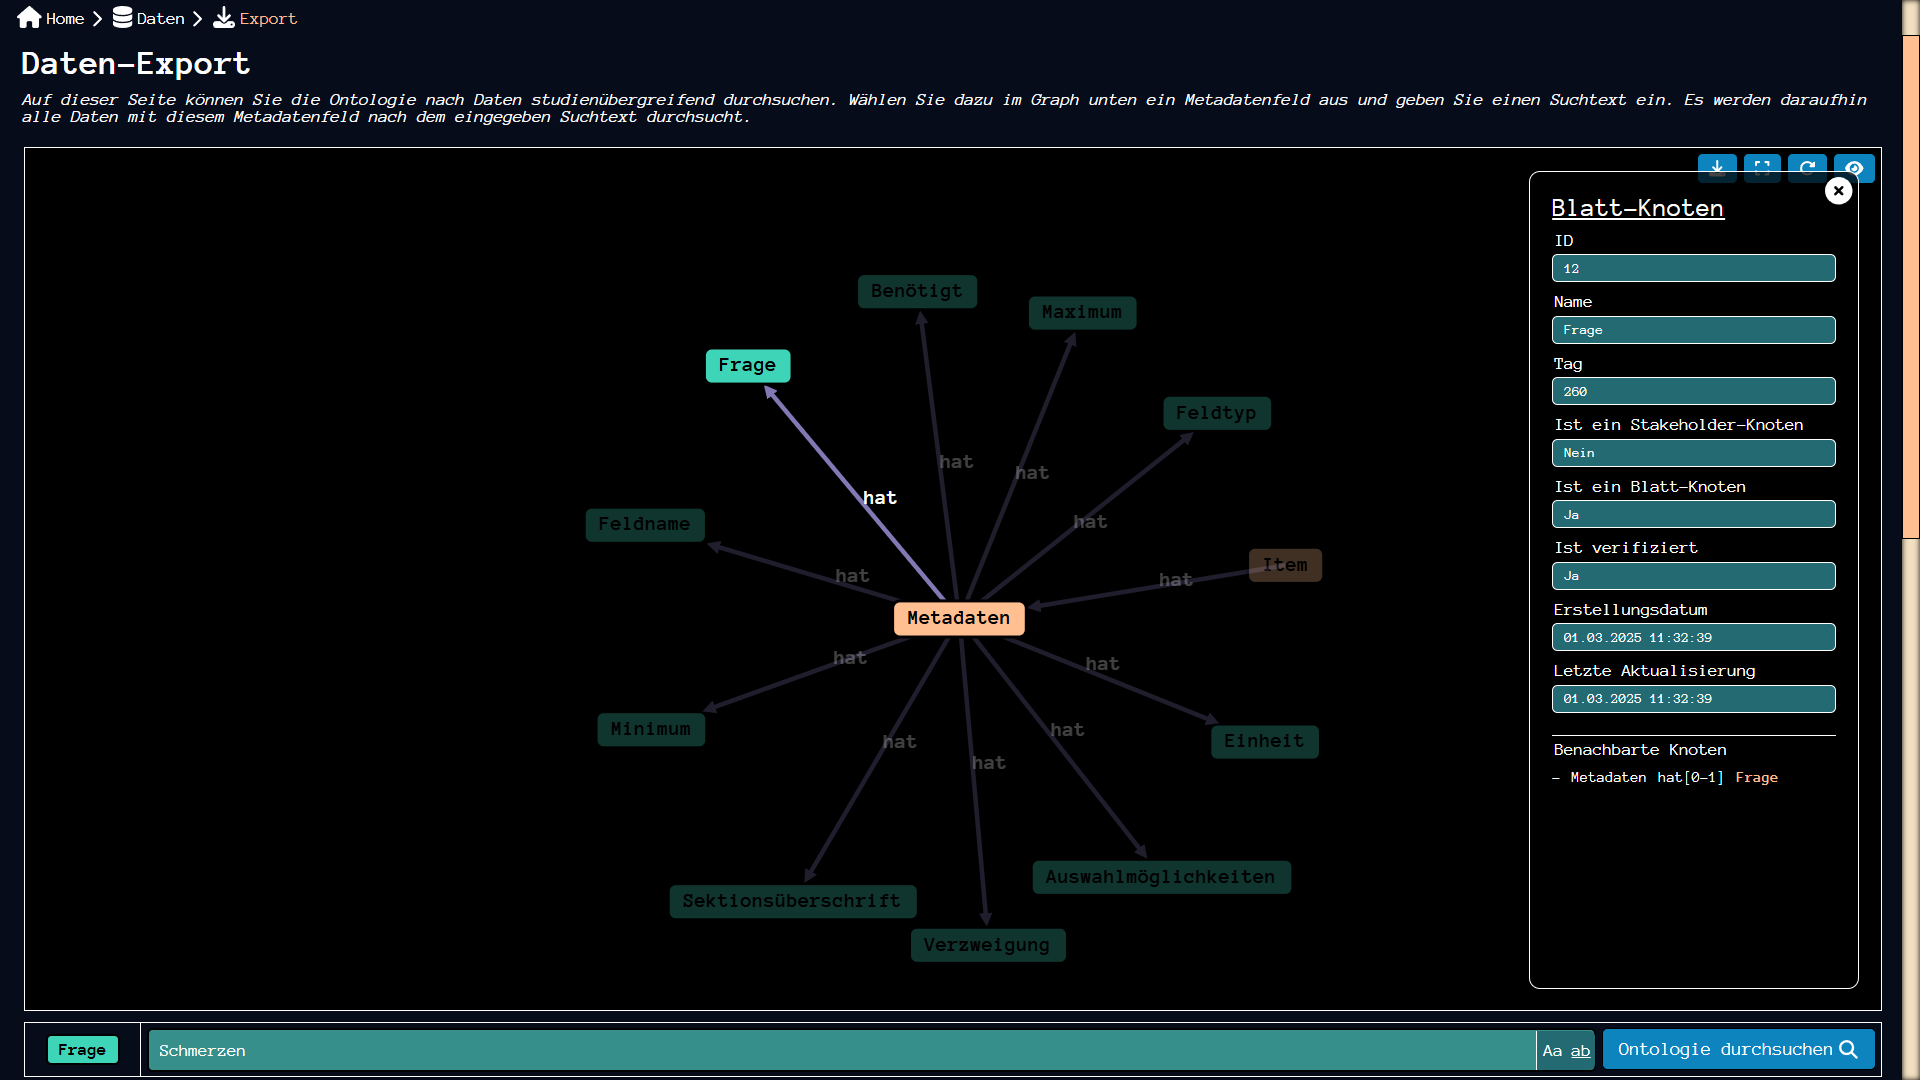 Home Daten Export
Daten-Export
Auf dieser Seite können Sie die Ontologie nach Daten studienübergreifend durchsuchen. Wählen Sie dazu im Graph unten ein Metadatenfeld aus und geben Sie einen Suchtext ein. Es werden daraufhin
alle Daten mit diesem Metadatenfeld nach dem eingegeben Suchtext durchsucht.
Benötigt
Maximum
Frage
Feldtyp
hat
hat
hat
hat
Feldname
Item
hat
hat
Metadaten
hat
hat
Minimum
hat
hat
Einheit
hat
Auswahlmöglichkeiten
Sektionsüberschrift
Verzweigung
Blatt-Knoten
ID
12
Name
Frage
Tag
260
Ist ein Stakeholder-Knoten
Nein
Ist ein Blatt-Knoten
Ja
Ist verifiziert
Ja
Erstellungsdatum
01.03.2025 11:32:39
Letzte Aktualisierung
01.03.2025 11:32:39
Benachbarte Knoten
- Metadaten hat[0-1] Frage
Frage
Schmerzen
Aa ab
Ontologie durchsuchen